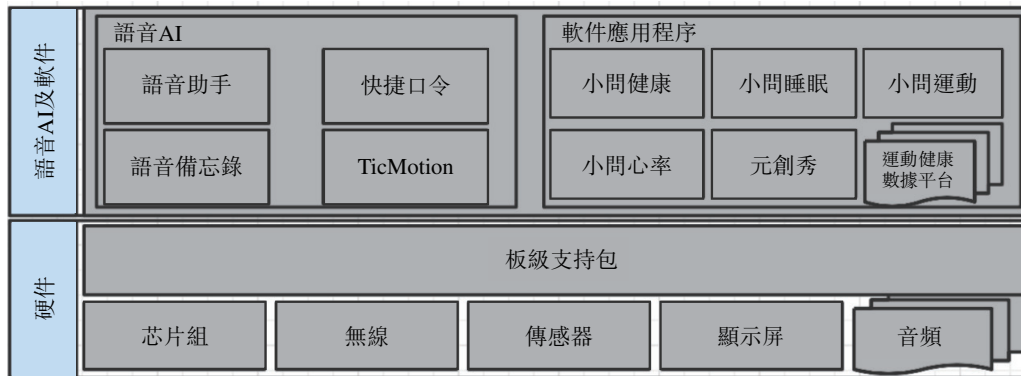 語音AI及軟件
語音AI
語音助手
快捷口令
語音備忘錄
TicMotion
軟件應用程序
小問健康
小問睡眠
小問運動
小問心率
元創秀
運動健康
數據平台
硬件
板級支持包
芯片組
無線
傳感器
顯示屏
音頻